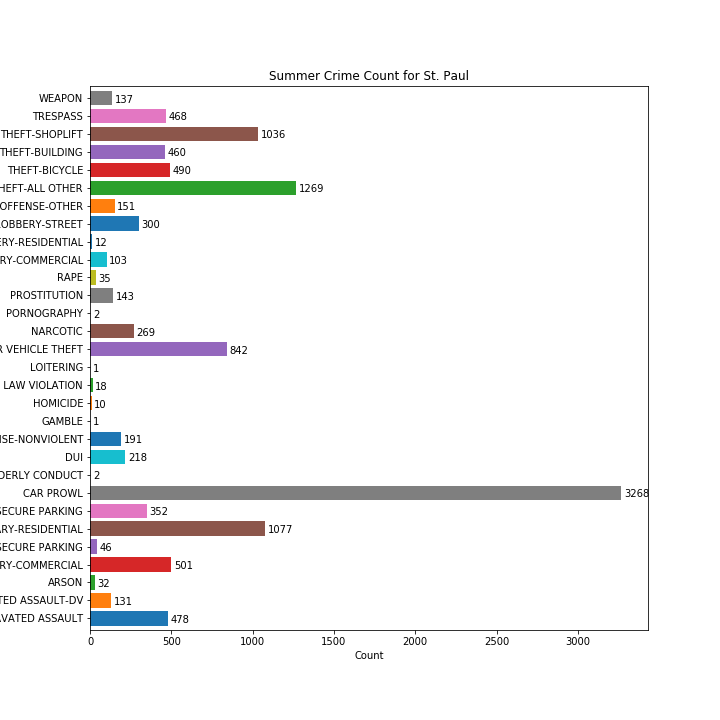 Summer Crime Count for St. Paul
WEAPON 137
TRESPASS 468
THEFT-SHOPLIFT 1036
THEFT-BUILDING 460
THEFT-BICYCLE 490
HEFT-ALL OTHER 1269
OFFENSE-OTHER 151
OBBERY-STREET 300
ERY-RESIDENTIAL 12
RY-COMMERCIAL 103
RAPE 35
PROSTITUTION 143
PORNOGRAPHY 2
NARCOTIC 269
R VEHICLE THEFT 842
LOITERING 1
LAW VIOLATION 18
HOMICIDE 10
GAMBLE 1
NSE-NONVIOLENT 191
DUI 218
DERLY CONDUCT 2
CAR PROWL 3268
SECURE PARKING 352
ARY-RESIDENTIAL 1077
SECURE PARKING 46
RY-COMMERCIAL 501
ARSON 32
TED ASSAULT-DV 131
AVATED ASSAULT 478
0 500 1000 1500 2000 2500 3000
Count